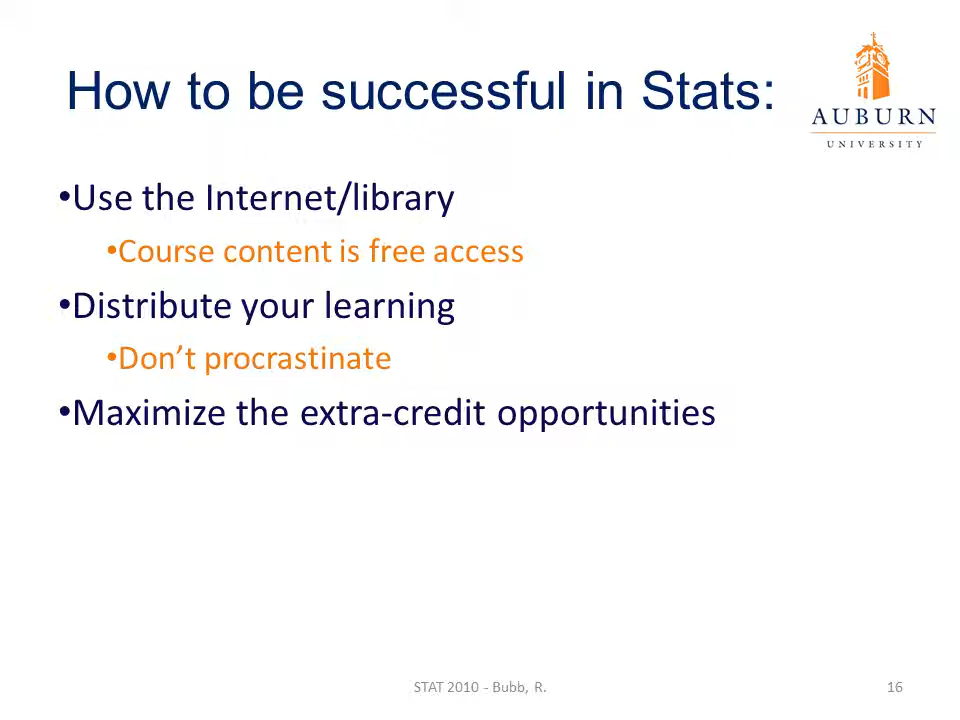 How to be successful in Stats:
AUBURN
UNIVERSITY
•Use the Internet/library
•Course content is free access
•Distribute your learning
•Don’t procrastinate
•Maximize the extra-credit opportunities
STAT 2010 - Bubb, R.
16